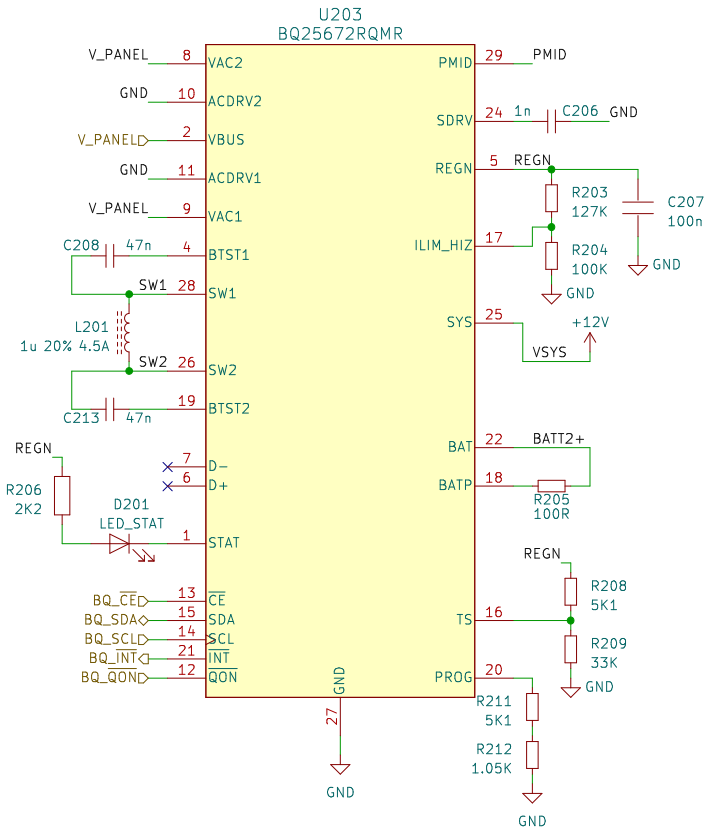 U203
BQ25672RQMR
V_PANEL 8 VAC2
GND 10 ACDRV2
V_PANEL 2 VBUS
GND 11 ACDRV1
V_PANEL 9 VAC1
C208 47n 4 BTST1
SW1 28 SW1
L201
1u 20% 4.5A
SW2 26 SW2
C213 47n 19 BTST2
7 D-
6 D+
REGN
R206
2K2
D201
LED_STAT
1 STAT
BQ_CE 13 CE
BQ_SDA 15 SDA
BQ_SCL 14 SCL
BQ_INT 21 INT
BQ_QON 12 QON
GND
27
GND
PMID 29 PMID
SDRV 24 1n C206 GND
REGN 5 REGN
R203
127K
C207
100n
GND
ILIM_HIZ 17
R204
100K
GND
SYS 25
+12V
VSYS
BAT 22 BATT2+
BATP 18
R205
100R
REGN
R208
5K1
TS 16
R209
33K
GND
PROG 20
R211
5K1
R212
1.05K
GND